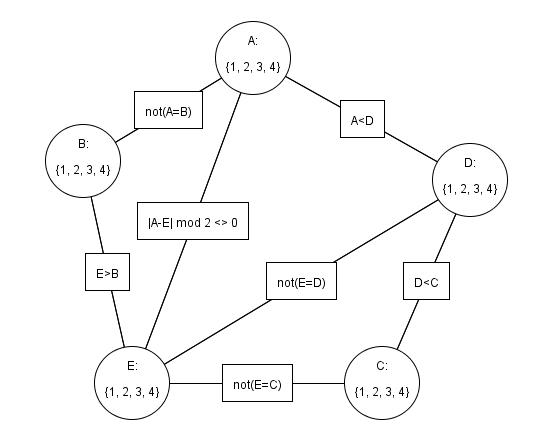 A:
{1, 2, 3, 4}
not(A=B)
A<D
B:
{1, 2, 3, 4}
D:
{1, 2, 3, 4}
|A-E| mod 2 <> 0
E>B
not(E=D)
D<C
E:
{1, 2, 3, 4}
not(E=C)
C:
{1, 2, 3, 4}